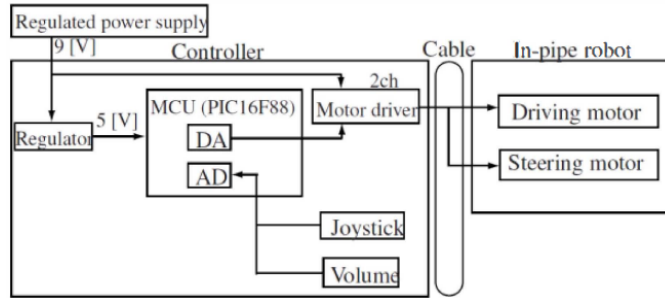 Regulated power supply
9 [V]
Controller
Cable
In-pipe robot
2ch
MCU (PIC16F88)
Motor driver
Driving motor
5 [V]
Regulator
DA
Steering motor
AD
Joystick
Volume